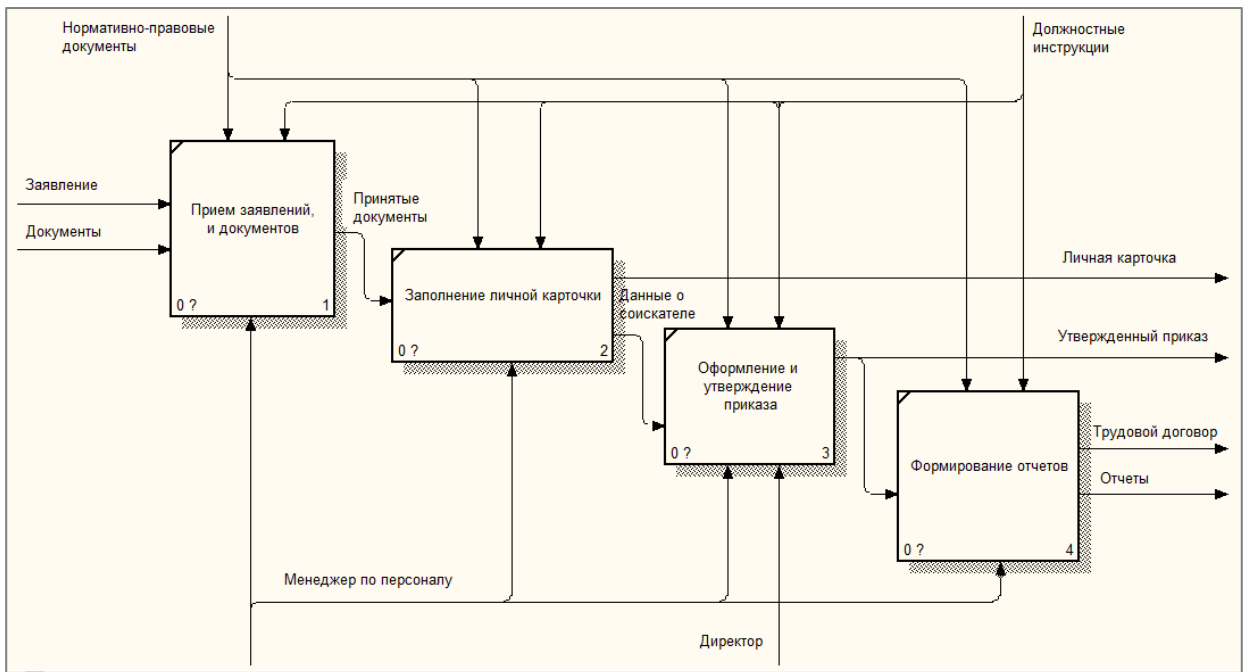 Нормативно-правовые
документы
Должностные
инструкции
Заявление
Документы
Прием заявлений,
и документов
0 ?
1
Принятые
документы
Заполнение личной карточки
0 ?
2
Данные о
соискателе
Личная карточка
Оформление и
утверждение
приказа
0 ?
3
Утвержденный приказ
Формирование отчетов
0 ?
4
Трудовой договор
Отчеты
Менеджер по персоналу
Директор